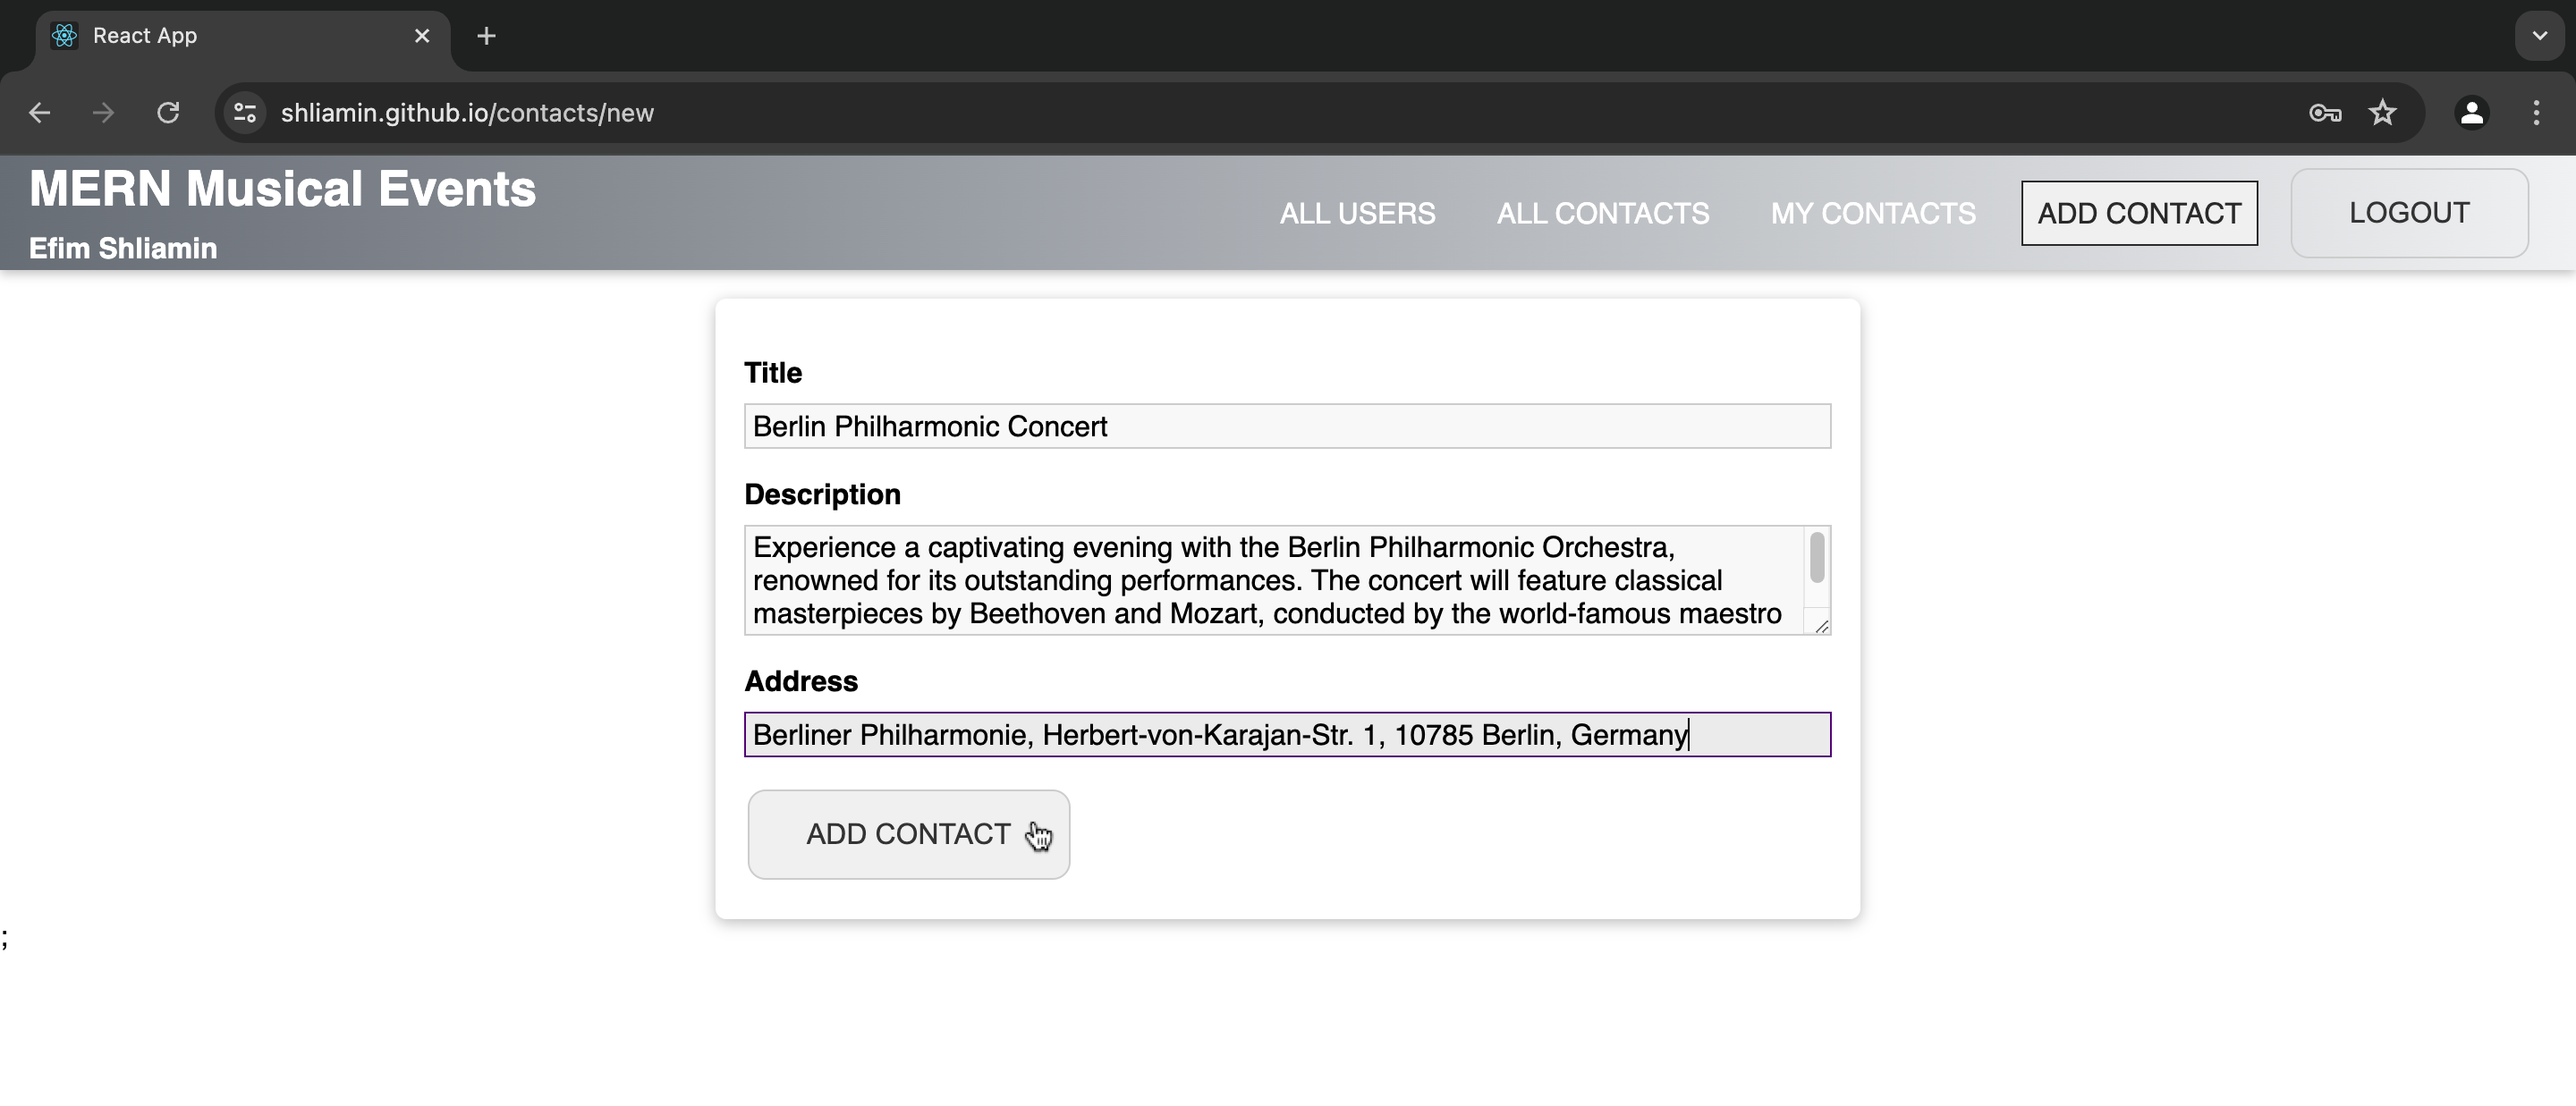 React App
shliamin.github.io/contacts/new
MERN Musical Events
Efim Shliamin
ALL USERS
ALL CONTACTS
MY CONTACTS
ADD CONTACT
LOGOUT
Title
Berlin Philharmonic Concert
Description
Experience a captivating evening with the Berlin Philharmonic Orchestra,
renowned for its outstanding performances. The concert will feature classical
masterpieces by Beethoven and Mozart, conducted by the world-famous maestro
Address
Berliner Philharmonie, Herbert-von-Karajan-Str. 1, 10785 Berlin, Germany
ADD CONTACT
;